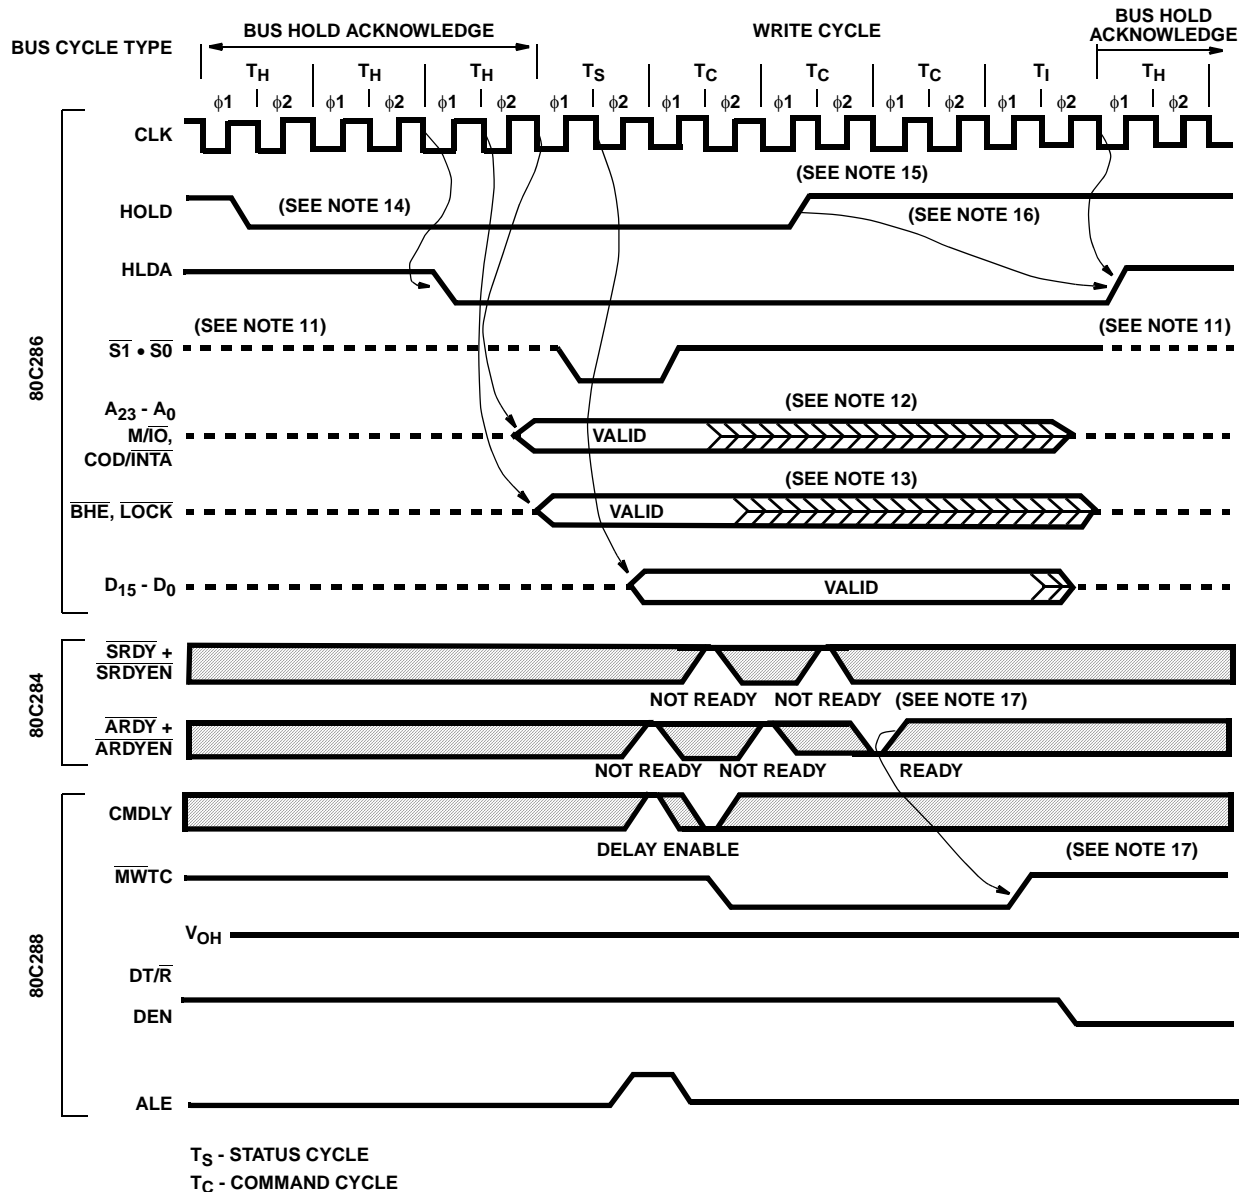 BUS CYCLE TYPE
BUS HOLD ACKNOWLEDGE
WRITE CYCLE
BUS HOLD
ACKNOWLEDGE
TH TH TH TS TC TC TC TI TH
ϕ1 ϕ2 ϕ1 ϕ2 ϕ1 ϕ2 ϕ1 ϕ2 ϕ1 ϕ2 ϕ1 ϕ2 ϕ1 ϕ2 ϕ1 ϕ2 ϕ1 ϕ2
80C286
CLK
(SEE NOTE 15)
HOLD
(SEE NOTE 14)
(SEE NOTE 16)
HLDA
(SEE NOTE 11)
(SEE NOTE 11)
S1 • S0
A23 - A0
M/IO,
COD/INTA
(SEE NOTE 12)
VALID
(SEE NOTE 13)
BHE, LOCK
VALID
D15 - D0
VALID
80C284
SRDY +
SRDYEN
NOT READY NOT READY (SEE NOTE 17)
ARDY +
ARDYEN
NOT READY NOT READY READY
80C288
CMDLY
DELAY ENABLE
(SEE NOTE 17)
MWTC
VOH
DT/R
DEN
ALE
TS - STATUS CYCLE
TC - COMMAND CYCLE